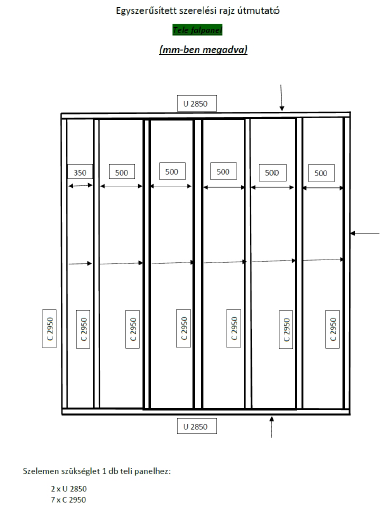 Egyszerűsített szerelési rajz útmutató
Tele falpanel
(mm-ben megadva)
U 2850
350
500
500
500
500
500
C 2950
C 2950
C 2950
C 2950
C 2950
C 2950
C 2950
U 2850
Szelemen szükséglet 1 db teli panelhez:
2 x U 2850
7 x C 2950